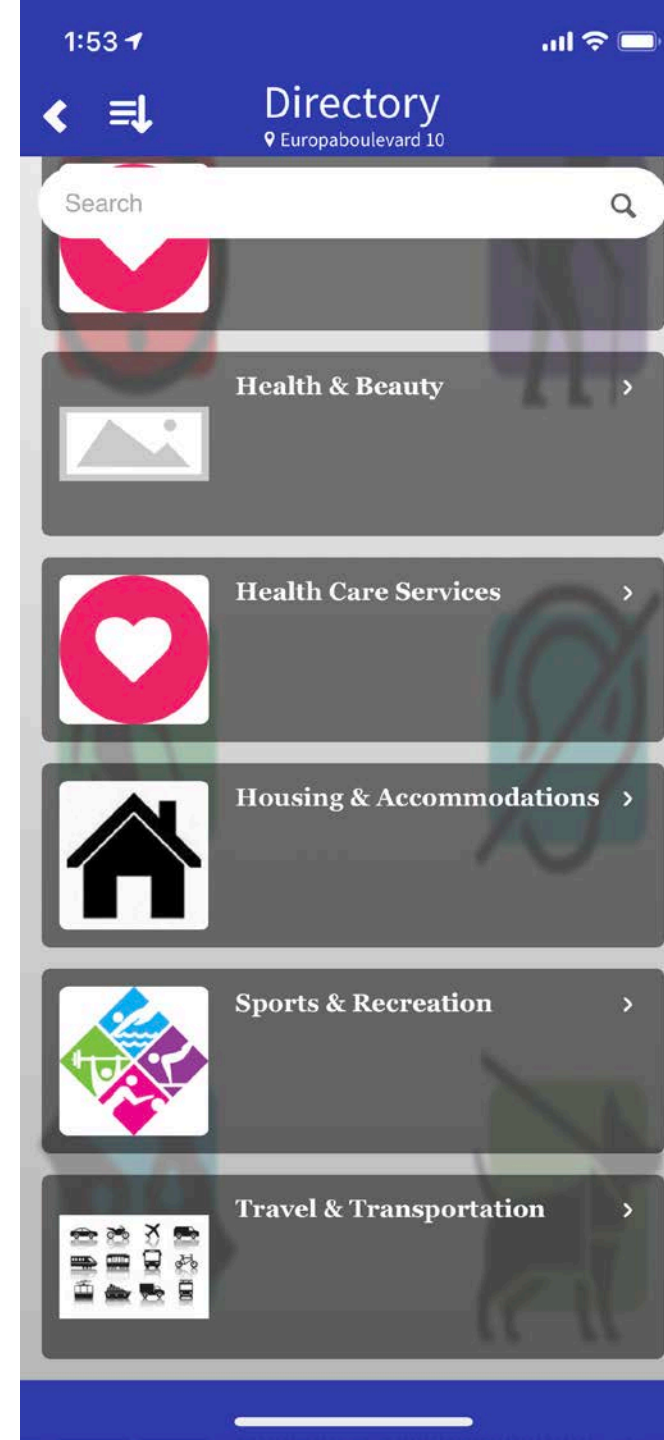 1:53
Directory
Europaboulevard 10
Search
Health & Beauty
Health Care Services
Housing & Accommodations
Sports & Recreation
Travel & Transportation